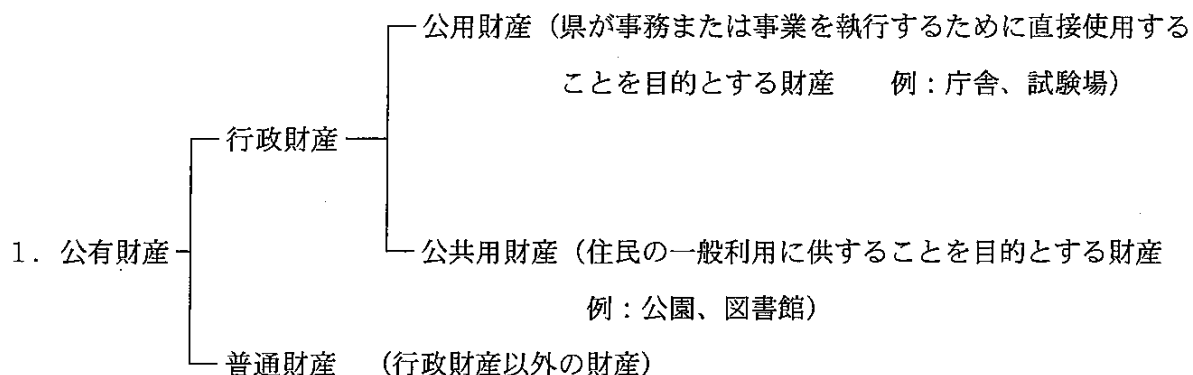 公用財産（県が事務または事業を執行するために直接使用する
ことを目的とする財産　例：庁舎、試験場）
行政財産
1．公有財産
公共用財産（住民の一般利用に供することを目的とする財産
例：公園、図書館）
普通財産　（行政財産以外の財産）